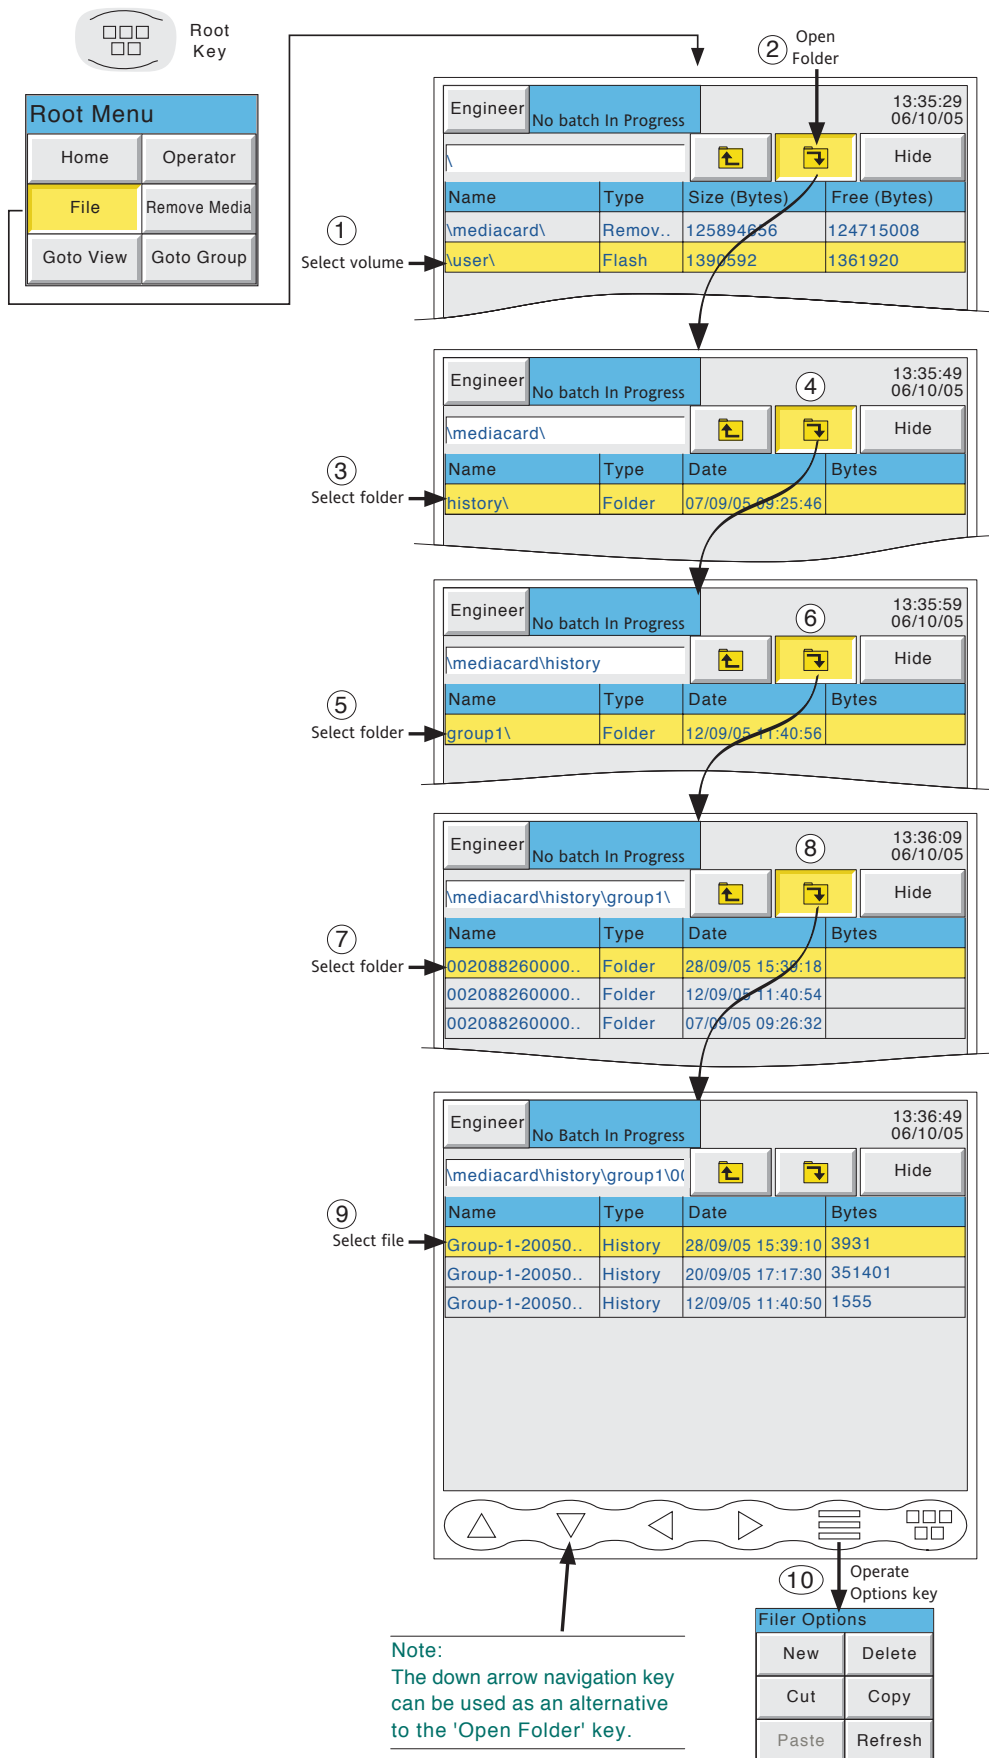 Root
Key
Root Menu
Home
Operator
File
Remove Media
Goto View
Goto Group
2
Open
Folder
Engineer
No batch In Progress
13:35:29
06/10/05
\
Hide
Name
Type
Size (Bytes)
Free (Bytes)
\mediacard\
Remov..
125894656
124715008
1
Select volume
\user\
Flash
1390592
1361920
Engineer
No batch In Progress
4
13:35:49
06/10/05
\mediacard\
Hide
Name
Type
Date
Bytes
3
Select folder
history\
Folder
07/09/05 09:25:46
Engineer
No batch In Progress
6
13:35:59
06/10/05
\mediacard\history
Hide
Name
Type
Date
Bytes
5
Select folder
group1\
Folder
12/09/05 11:40:56
Engineer
No batch In Progress
8
13:36:09
06/10/05
\mediacard\history\group1\
Hide
Name
Type
Date
Bytes
7
Select folder
002088260000..
Folder
28/09/05 15:39:18
002088260000..
Folder
12/09/05 11:40:54
002088260000..
Folder
07/09/05 09:26:32
Engineer
No Batch In Progress
13:36:49
06/10/05
\mediacard\history\group1\00
Hide
Name
Type
Date
Bytes
9
Select file
Group-1-20050..
History
28/09/05 15:39:10
3931
Group-1-20050..
History
20/09/05 17:17:30
351401
Group-1-20050..
History
12/09/05 11:40:50
1555
10
Operate
Options key
Filer Options
New
Delete
Cut
Copy
Paste
Refresh
Note:
The down arrow navigation key
can be used as an alternative
to the 'Open Folder' key.